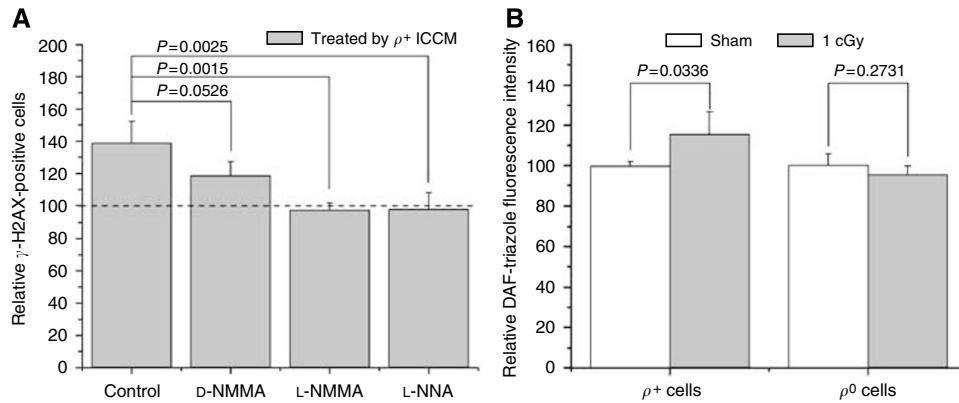 A
Relative γ-H2AX-positive cells
200
180
160
140
120
100
80
60
40
20
0
Treated by ρ+ ICCM
P=0.0025
P=0.0015
P=0.0526
Control
D-NMMA
L-NMMA
L-NNA
B
Relative DAF-triazole fluorescence intensity
160
140
120
100
80
60
40
20
0
Sham
1 cGy
P=0.0336
P=0.2731
ρ+ cells
ρ0 cells